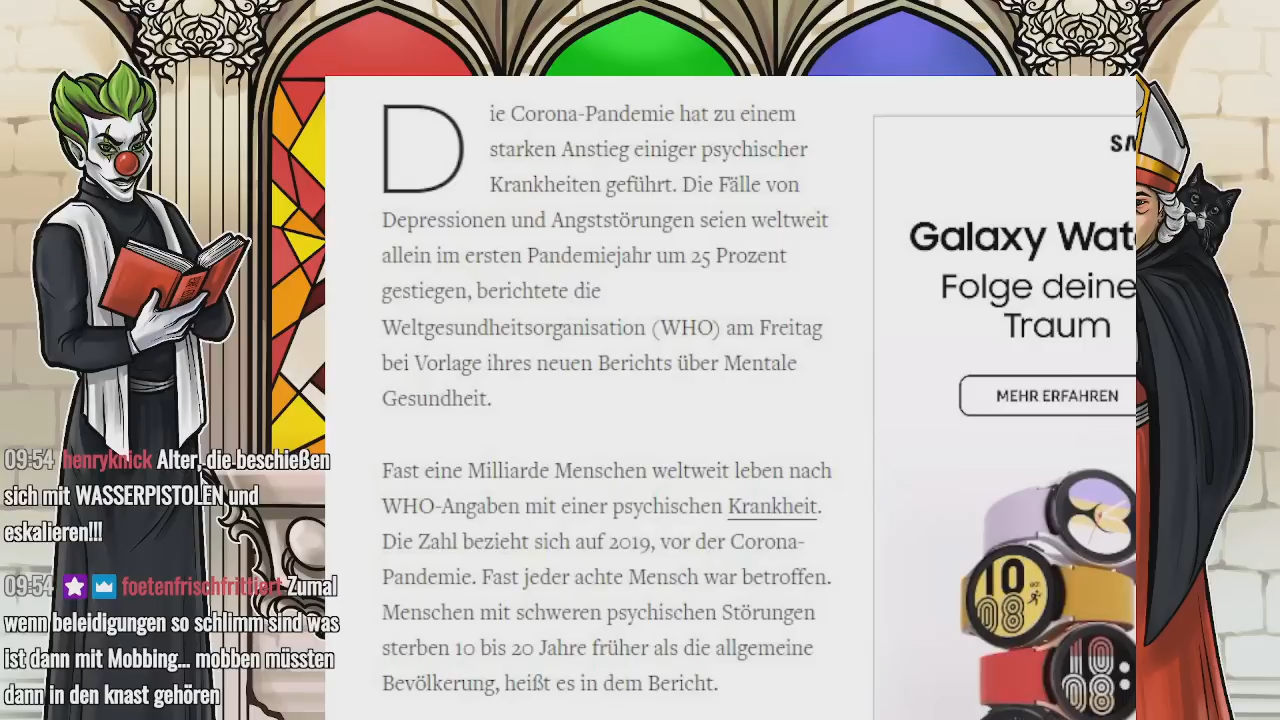 Die Corona-Pandemie hat zu einem
starken Anstieg einiger psychischer
Krankheiten geführt. Die Fälle von
Depressionen und Angststörungen seien weltweit
allein im ersten Pandemiejahr um 25 Prozent
gestiegen, berichtete die
Weltgesundheitsorganisation (WHO) am Freitag
bei Vorlage ihres neuen Berichts über Mentale
Gesundheit.
Fast eine Milliarde Menschen weltweit leben nach
WHO-Angaben mit einer psychischen Krankheit.
Die Zahl bezieht sich auf 2019, vor der Corona-
Pandemie. Fast jeder achte Mensch war betroffen.
Menschen mit schweren psychischen Störungen
sterben 10 bis 20 Jahre früher als die allgemeine
Bevölkerung, heißt es in dem Bericht.
Galaxy Wat
Folge deine
Traum
MEHR ERFAHREN
10
08
10
08
09:54 henryknick Alter, die beschießen
sich mit WASSERPISTOLEN und
eskalieren!!!
09:54 foetenfrischfrittiert Zumal
wenn beleidigungen so schlimm sind was
ist dann mit Mobbing... mobben müssten
dann in den knast gehören